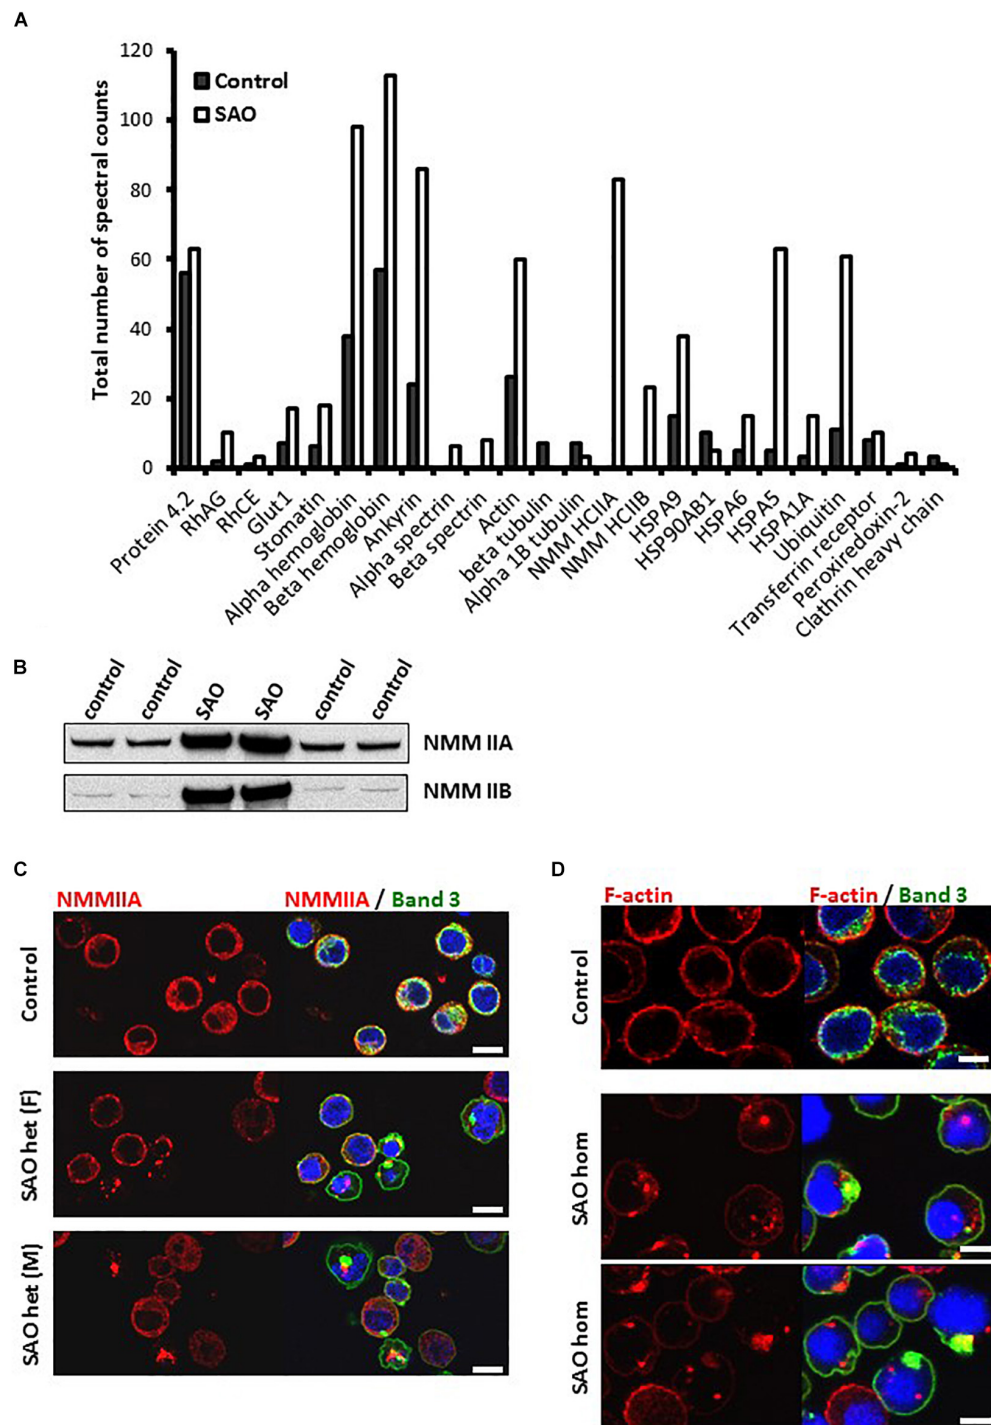 A
Total number of spectral counts
120
100
80
60
40
20
0
Control
SAO
Protein 4.2
RhAG
RhCE
Glut1
Stomatin
Alpha hemoglobin
Beta hemoglobin
Ankyrin
Alpha spectrin
Beta spectrin
Actin
beta tubulin
Alpha 1B tubulin
NMM HCIIA
NMM HCIIB
HSPA9
HSP90AB1
HSPA6
HSPA5
HSPA1A
Ubiquitin
Transferrin receptor
Peroxiredoxin-2
Clathrin heavy chain
B
control
control
SAO
SAO
control
control
NMM IIA
NMM IIB
C
NMMIIA
NMMIIA / Band 3
Control
SAO het (F)
SAO het (M)
D
F-actin
F-actin / Band 3
Control
SAO hom
SAO hom